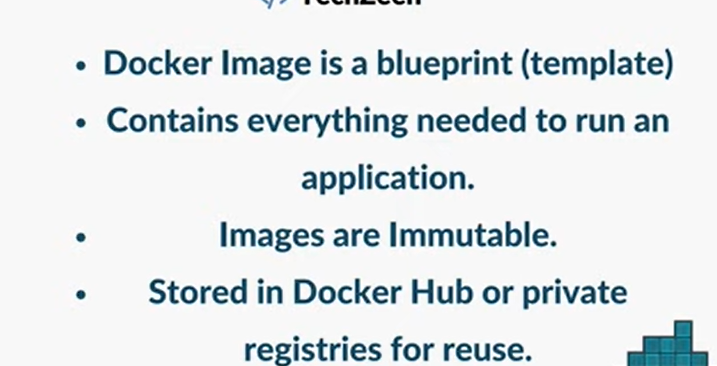 • Docker Image is a blueprint (template)
• Contains everything needed to run an
application.
• Images are Immutable.
• Stored in Docker Hub or private
registries for reuse.